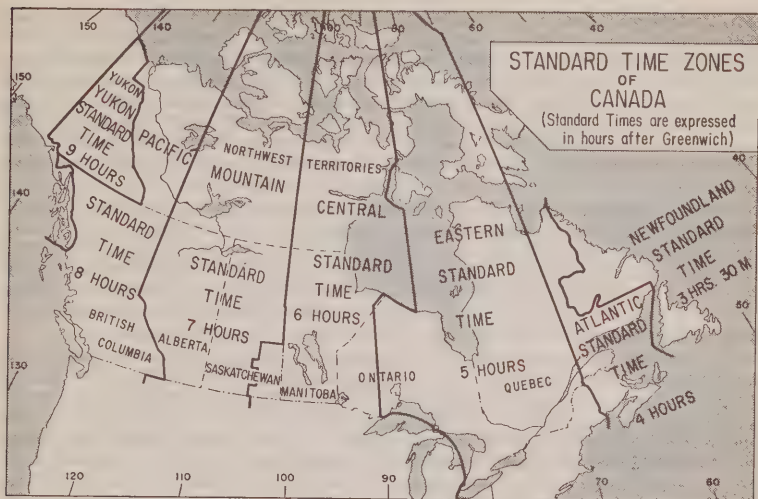 150
140
100
80
60
40
STANDARD TIME ZONES
OF
CANADA
(Standard Times are expressed
in hours after Greenwich)
150
YUKON
YUKON
STANDARD
TIME
9 HOURS
PACIFIC
STANDARD
TIME
8 HOURS
BRITISH
COLUMBIA
NORTHWEST TERRITORIES
MOUNTAIN
STANDARD
TIME
7 HOURS
ALBERTA
SASKATCHEWAN
CENTRAL
STANDARD
TIME
6 HOURS
MANITOBA
ONTARIO
EASTERN
STANDARD
TIME
5 HOURS
QUEBEC
ATLANTIC
STANDARD
TIME
4 HOURS
NEWFOUNDLAND
STANDARD
TIME
3 HRS. 30 M
140
130
40
50
120
110
100
90
80
70
60